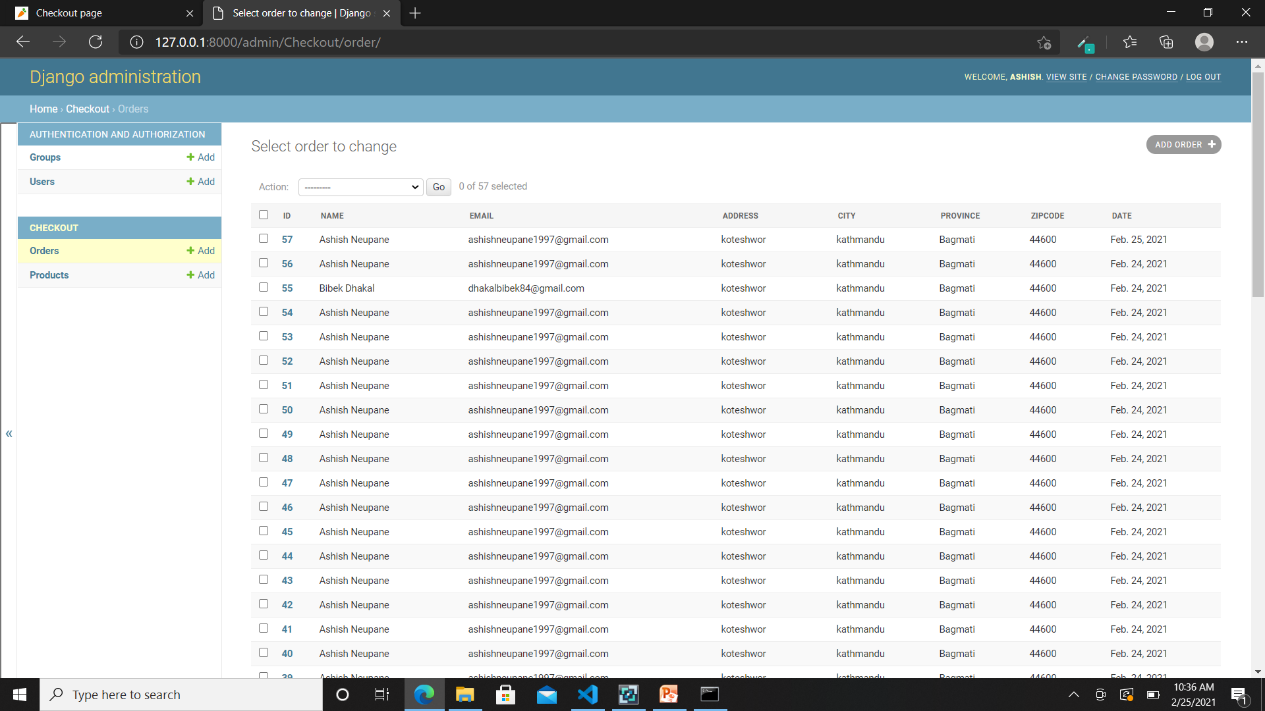 Checkout page
Select order to change | Django
127.0.0.1:8000/admin/Checkout/order/
Django administration
WELCOME, ASHISH. VIEW SITE / CHANGE PASSWORD / LOG OUT
Home › Checkout › Orders
AUTHENTICATION AND AUTHORIZATION
Groups + Add
Users + Add
CHECKOUT
Orders + Add
Products + Add
«
Select order to change
ADD ORDER +
Action: --------- Go 0 of 57 selected
ID NAME EMAIL ADDRESS CITY PROVINCE ZIPCODE DATE
57 Ashish Neupane ashishneupane1997@gmail.com koteshwor kathmandu Bagmati 44600 Feb. 25, 2021
56 Ashish Neupane ashishneupane1997@gmail.com koteshwor kathmandu Bagmati 44600 Feb. 24, 2021
55 Bibek Dhakal dhakalbibek84@gmail.com koteshwor kathmandu Bagmati 44600 Feb. 24, 2021
54 Ashish Neupane ashishneupane1997@gmail.com koteshwor kathmandu Bagmati 44600 Feb. 24, 2021
53 Ashish Neupane ashishneupane1997@gmail.com koteshwor kathmandu Bagmati 44600 Feb. 24, 2021
52 Ashish Neupane ashishneupane1997@gmail.com koteshwor kathmandu Bagmati 44600 Feb. 24, 2021
51 Ashish Neupane ashishneupane1997@gmail.com koteshwor kathmandu Bagmati 44600 Feb. 24, 2021
50 Ashish Neupane ashishneupane1997@gmail.com koteshwor kathmandu Bagmati 44600 Feb. 24, 2021
49 Ashish Neupane ashishneupane1997@gmail.com koteshwor kathmandu Bagmati 44600 Feb. 24, 2021
48 Ashish Neupane ashishneupane1997@gmail.com koteshwor kathmandu Bagmati 44600 Feb. 24, 2021
47 Ashish Neupane ashishneupane1997@gmail.com koteshwor kathmandu Bagmati 44600 Feb. 24, 2021
46 Ashish Neupane ashishneupane1997@gmail.com koteshwor kathmandu Bagmati 44600 Feb. 24, 2021
45 Ashish Neupane ashishneupane1997@gmail.com koteshwor kathmandu Bagmati 44600 Feb. 24, 2021
44 Ashish Neupane ashishneupane1997@gmail.com koteshwor kathmandu Bagmati 44600 Feb. 24, 2021
43 Ashish Neupane ashishneupane1997@gmail.com koteshwor kathmandu Bagmati 44600 Feb. 24, 2021
42 Ashish Neupane ashishneupane1997@gmail.com koteshwor kathmandu Bagmati 44600 Feb. 24, 2021
41 Ashish Neupane ashishneupane1997@gmail.com koteshwor kathmandu Bagmati 44600 Feb. 24, 2021
40 Ashish Neupane ashishneupane1997@gmail.com koteshwor kathmandu Bagmati 44600 Feb. 24, 2021
Type here to search
10:36 AM
2/25/2021
1